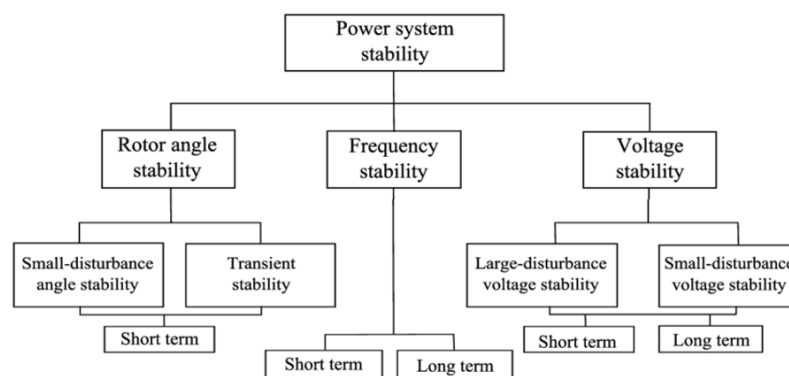 Power system
stability
Rotor angle
stability
Frequency
stability
Voltage
stability
Small-disturbance
angle stability
Transient
stability
Large-disturbance
voltage stability
Small-disturbance
voltage stability
Short term
Short term
Long term
Short term
Long term